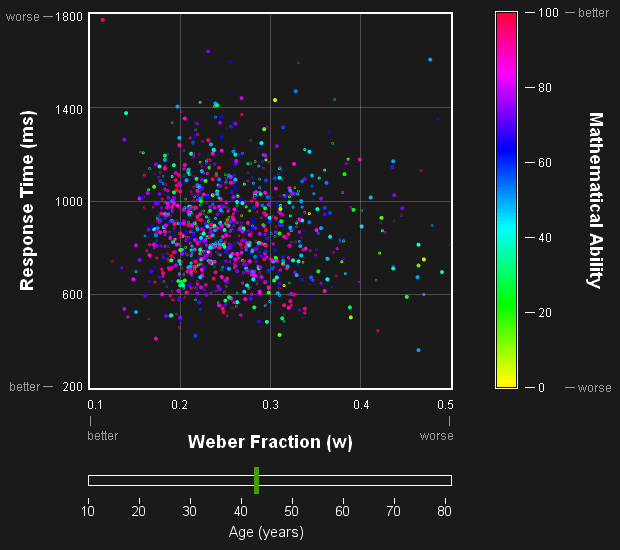 worse
1800
1400
1000
600
200
better
Response Time (ms)
0.1
0.2
0.3
0.4
0.5
better
worse
Weber Fraction (w)
100
80
60
40
20
0
better
worse
Mathematical Ability
10
20
30
40
50
60
70
80
Age (years)